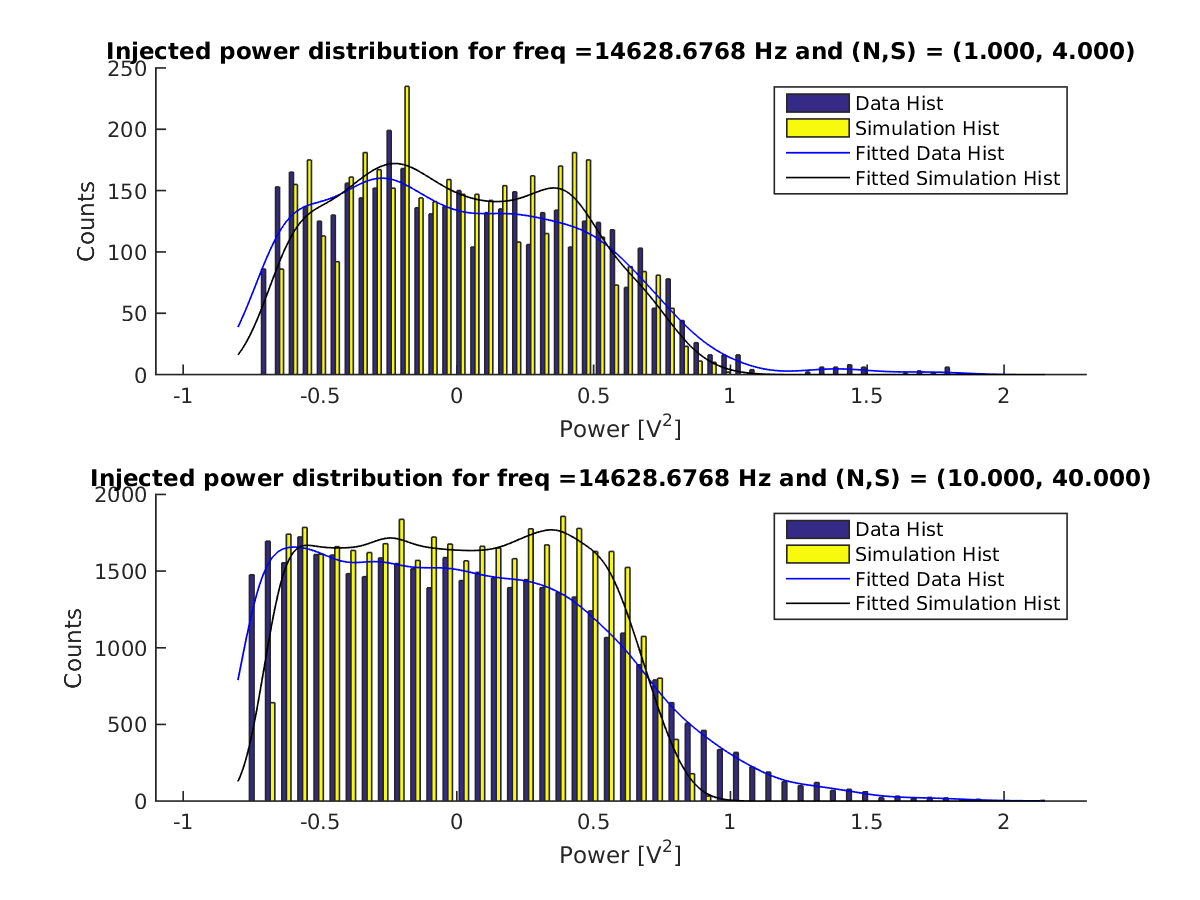 Injected power distribution for freq =14628.6768 Hz and (N,S) = (1.000, 4.000)
250
200
150
100
50
0
Counts
-1 -0.5 0 0.5 1 1.5 2
Power [V²]
Data Hist
Simulation Hist
Fitted Data Hist
Fitted Simulation Hist
Injected power distribution for freq =14628.6768 Hz and (N,S) = (10.000, 40.000)
2000
1500
1000
500
0
Counts
-1 -0.5 0 0.5 1 1.5 2
Power [V²]
Data Hist
Simulation Hist
Fitted Data Hist
Fitted Simulation Hist